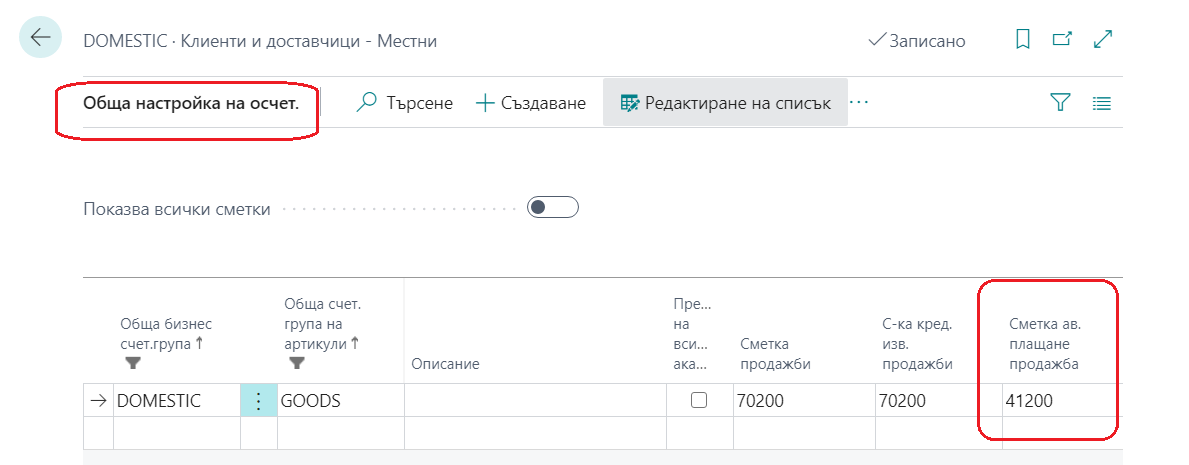 DOMESTIC · Клиенти и доставчици - Местни
Записано
Обща настройка на осчет.
Търсене
Създаване
Редактиране на списък
Показва всички сметки
Обща бизнес
счет.група
Обща счет.
група на
артикули
Описание
Пре...
на
вси...
ака...
Сметка
продажби
С-ка кред.
изв.
продажби
Сметка ав.
плащане
продажба
DOMESTIC
GOODS
70200
70200
41200